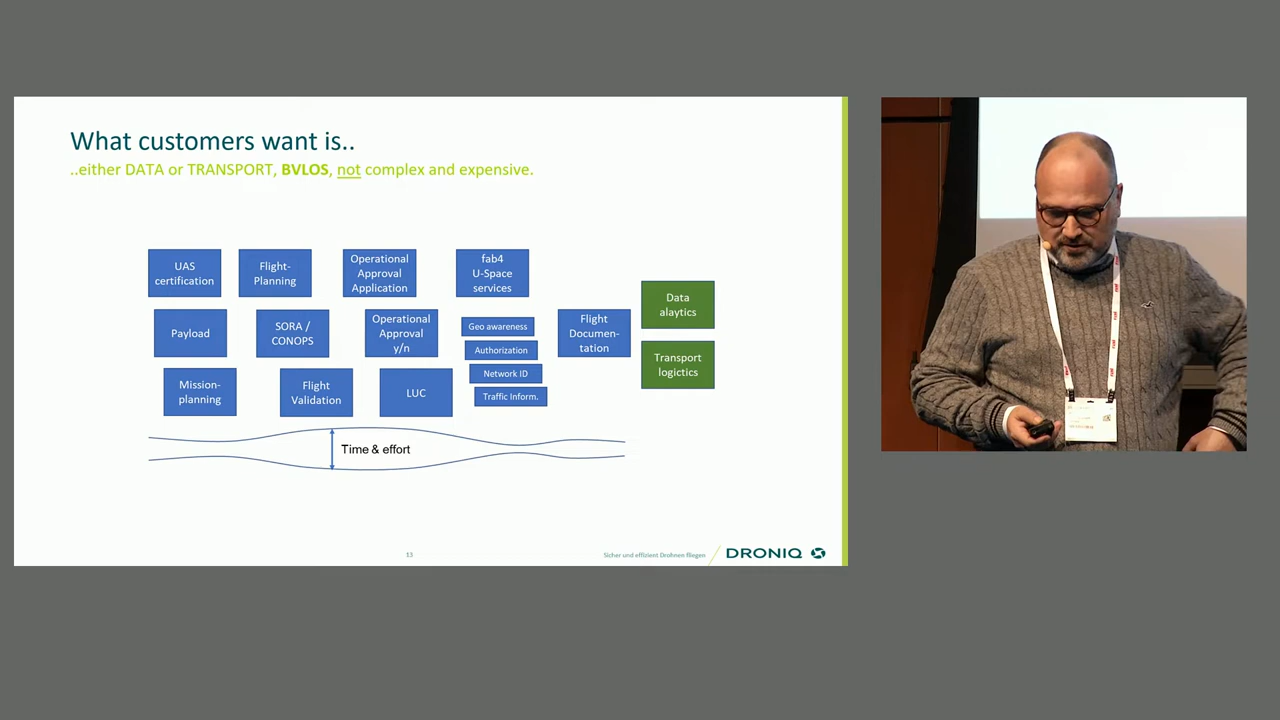 What customers want is..
..either DATA or TRANSPORT, BVLOS, not complex and expensive.
UAS
certification
Flight-
Planning
Operational
Approval
Application
fab4
U-Space
services
Payload
SORA /
CONOPS
Operational
Approval
y/n
Geo awareness
Authorization
Network ID
Traffic Inform.
Flight
Documen-
tation
Data
alaytics
Transport
logictics
Mission-
planning
Flight
Validation
LUC
Time & effort
13
Sicher und effizient Drohnen fliegen
DRONIQ